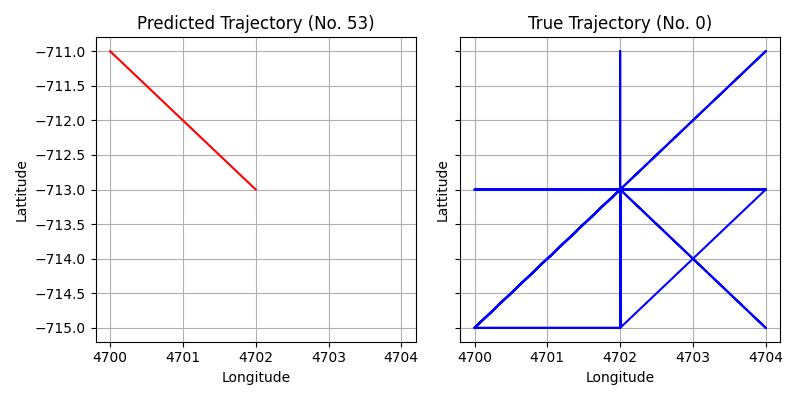 Predicted Trajectory (No. 53)
True Trajectory (No. 0)
Lattitude
−711.0
−711.5
−712.0
−712.5
−713.0
−713.5
−714.0
−714.5
−715.0
4700 4701 4702 4703 4704
Longitude
Lattitude
4700 4701 4702 4703 4704
Longitude